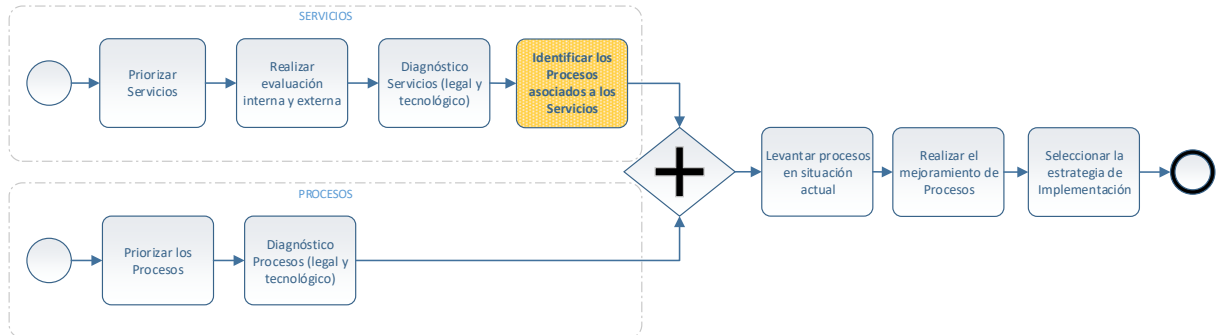 SERVICIOS
Priorizar
Servicios
Realizar
evaluación
interna y externa
Diagnóstico
Servicios (legal y
tecnológico)
Identificar los
Procesos
asociados a los
Servicios
Levantar procesos
en situación
actual
Realizar el
mejoramiento de
Procesos
Seleccionar la
estrategia de
Implementación
PROCESOS
Priorizar los
Procesos
Diagnóstico
Procesos (legal y
tecnológico)